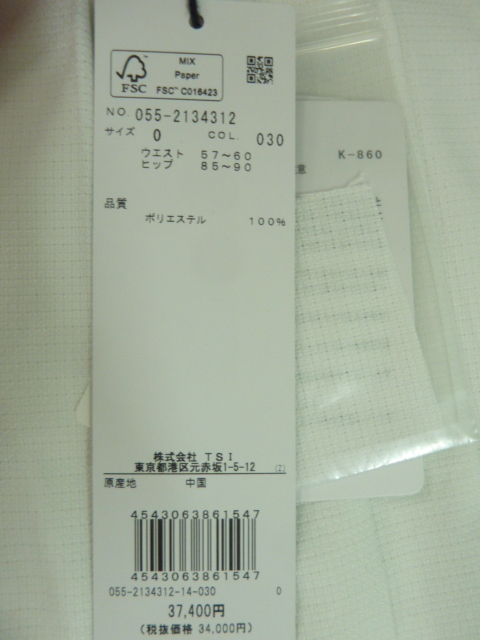 MIX
Paper
FSC
FSC™ C016423
NO. 055-2134312
サイズ 0 COL. 030
ウエスト 57～60
ヒップ 85～90
品質
ポリエステル 100%
K-860
意
株式会社 TSI
東京都港区元赤坂1-5-12 (Z)
原産地 中国
4543063861547
4543063861547
055-2134312-14-030 0
37,400円
(税抜価格 34,000円)